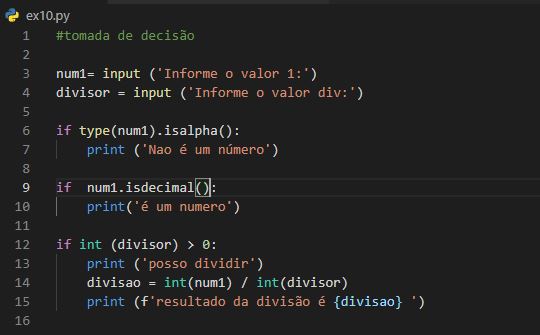 ex10.py
1 #tomada de decisão
2
3 num1= input ('Informe o valor 1:')
4 divisor = input ('Informe o valor div:')
5
6 if type(num1).isalpha():
7     print ('Nao é um número')
8
9 if  num1.isdecimal():
10     print('é um numero')
11
12 if int (divisor) > 0:
13     print ('posso dividir')
14     divisao = int(num1) / int(divisor)
15     print (f'resultado da divisão é {divisao} ')
16